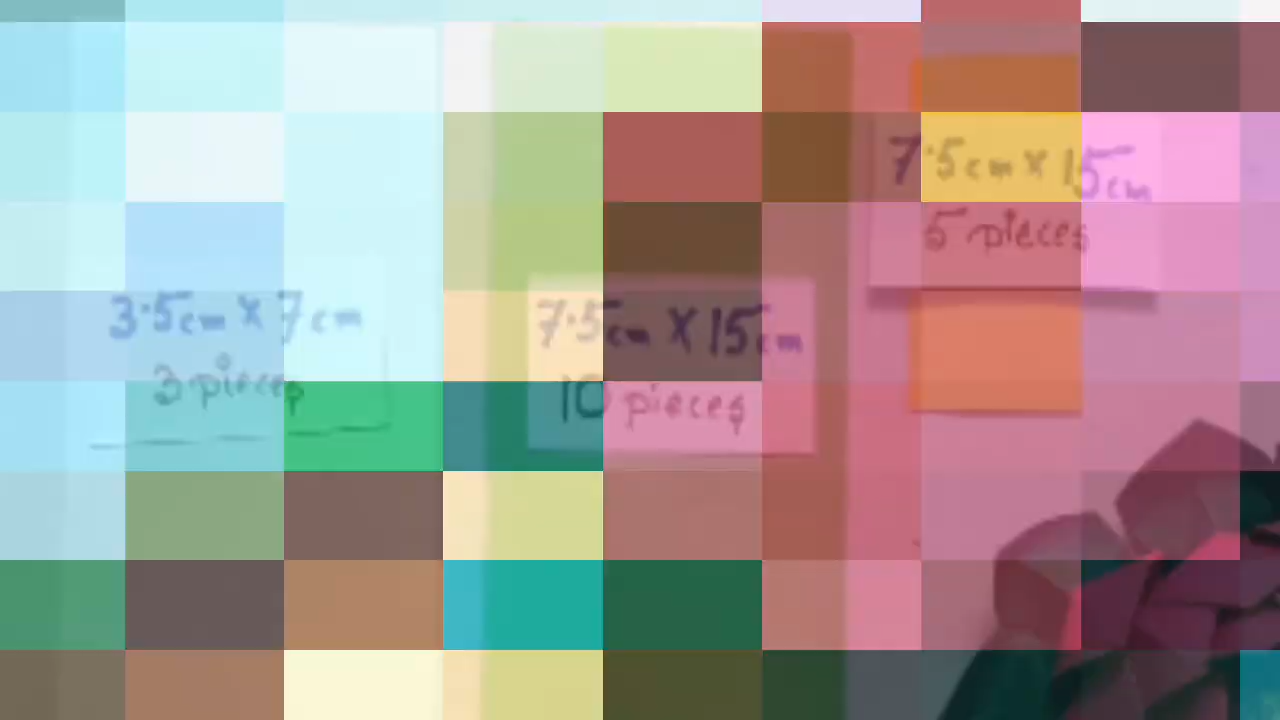 3.5cm X 7cm
3 pieces
7.5cm X 15cm
10 pieces
7.5cm X 15cm
5 pieces